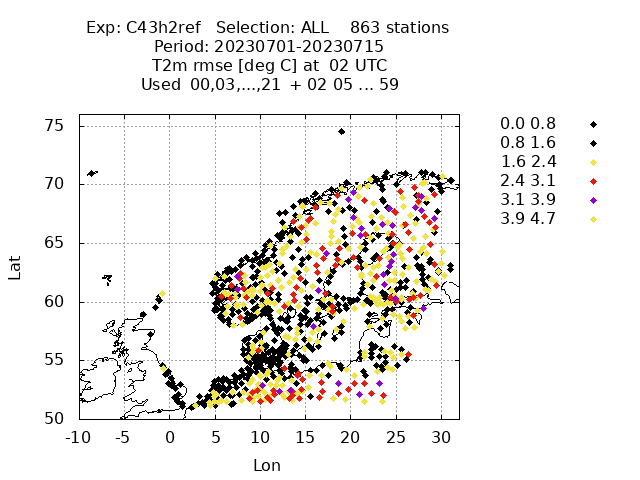 Exp: C43h2ref   Selection: ALL    863 stations
Period: 20230701-20230715
T2m rmse [deg C] at  02 UTC
Used  00,03,...,21  + 02 05 ... 59
0.0 0.8
0.8 1.6
1.6 2.4
2.4 3.1
3.1 3.9
3.9 4.7
75
70
65
60
55
50
Lat
-10 -5 0 5 10 15 20 25 30
Lon